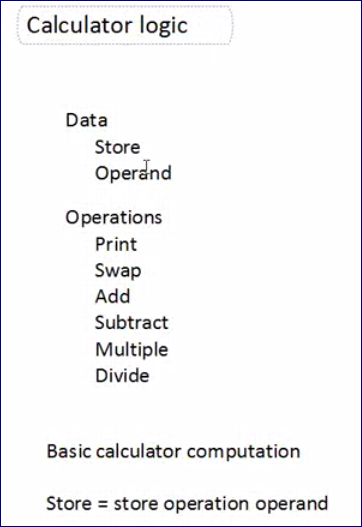 Calculator logic
Data
Store
Operand
Operations
Print
Swap
Add
Subtract
Multiple
Divide
Basic calculator computation
Store = store operation operand